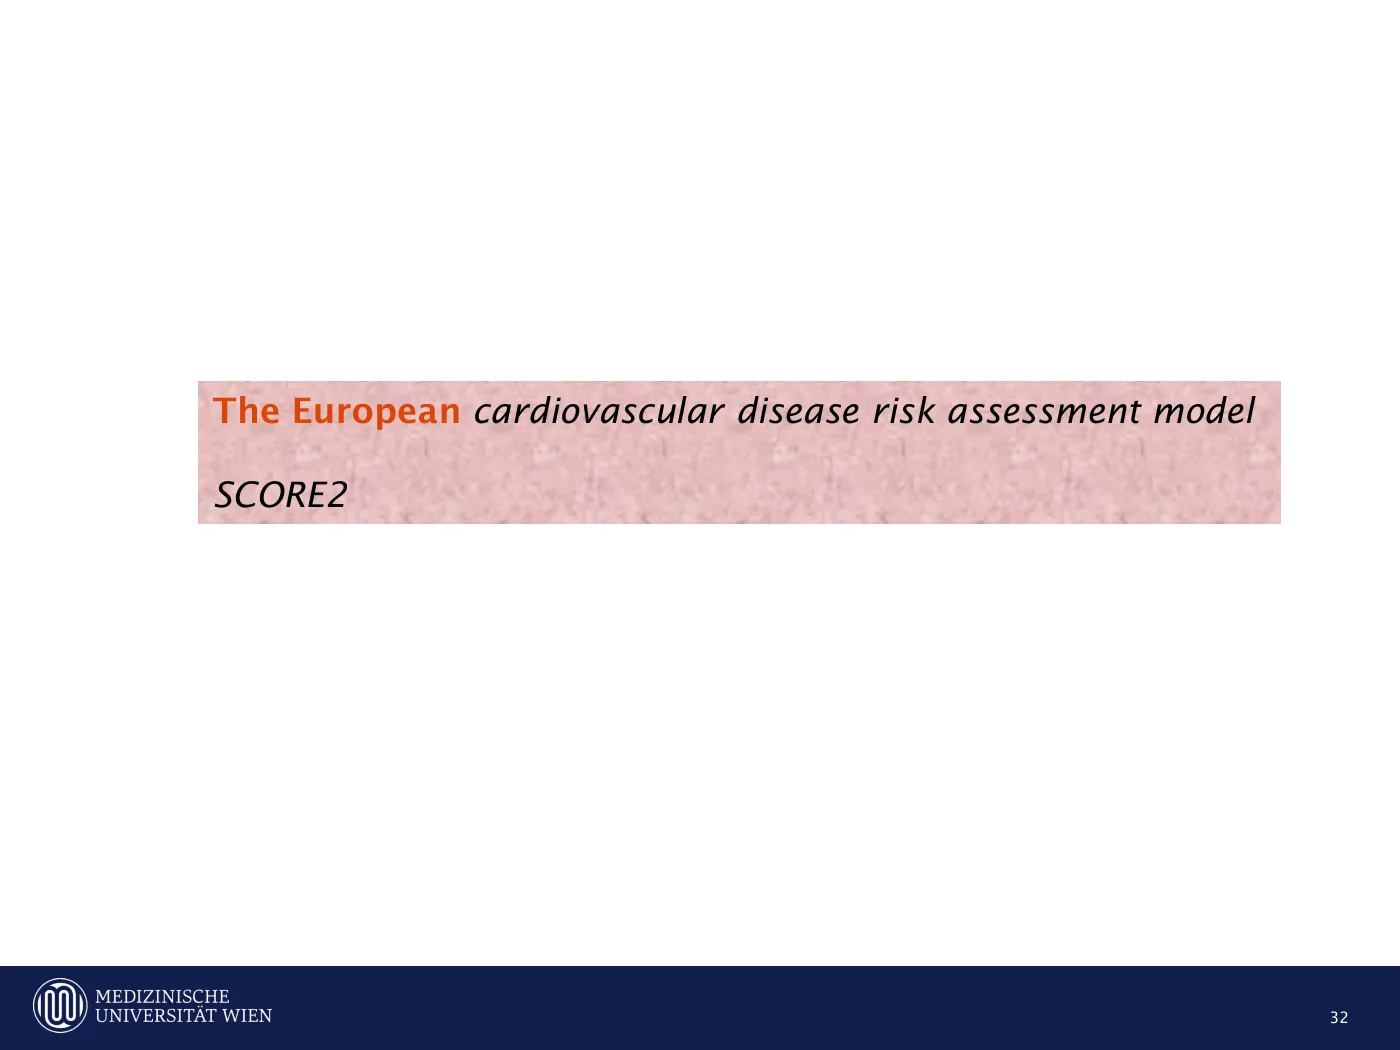 The European cardiovascular disease risk assessment model
SCORE2
MEDIZINISCHE
UNIVERSITÄT WIEN
32